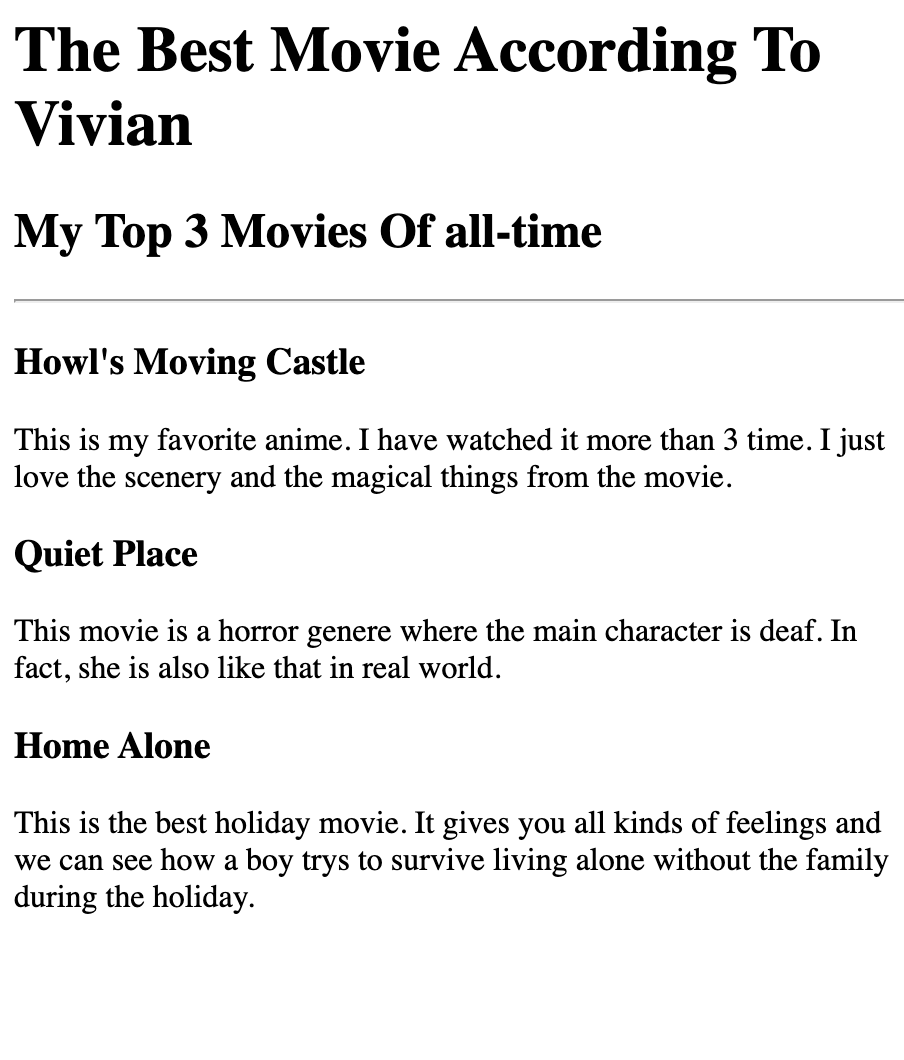 The Best Movie According To
Vivian
My Top 3 Movies Of all-time
Howl's Moving Castle
This is my favorite anime. I have watched it more than 3 time. I just
love the scenery and the magical things from the movie.
Quiet Place
This movie is a horror genere where the main character is deaf. In
fact, she is also like that in real world.
Home Alone
This is the best holiday movie. It gives you all kinds of feelings and
we can see how a boy trys to survive living alone without the family
during the holiday.